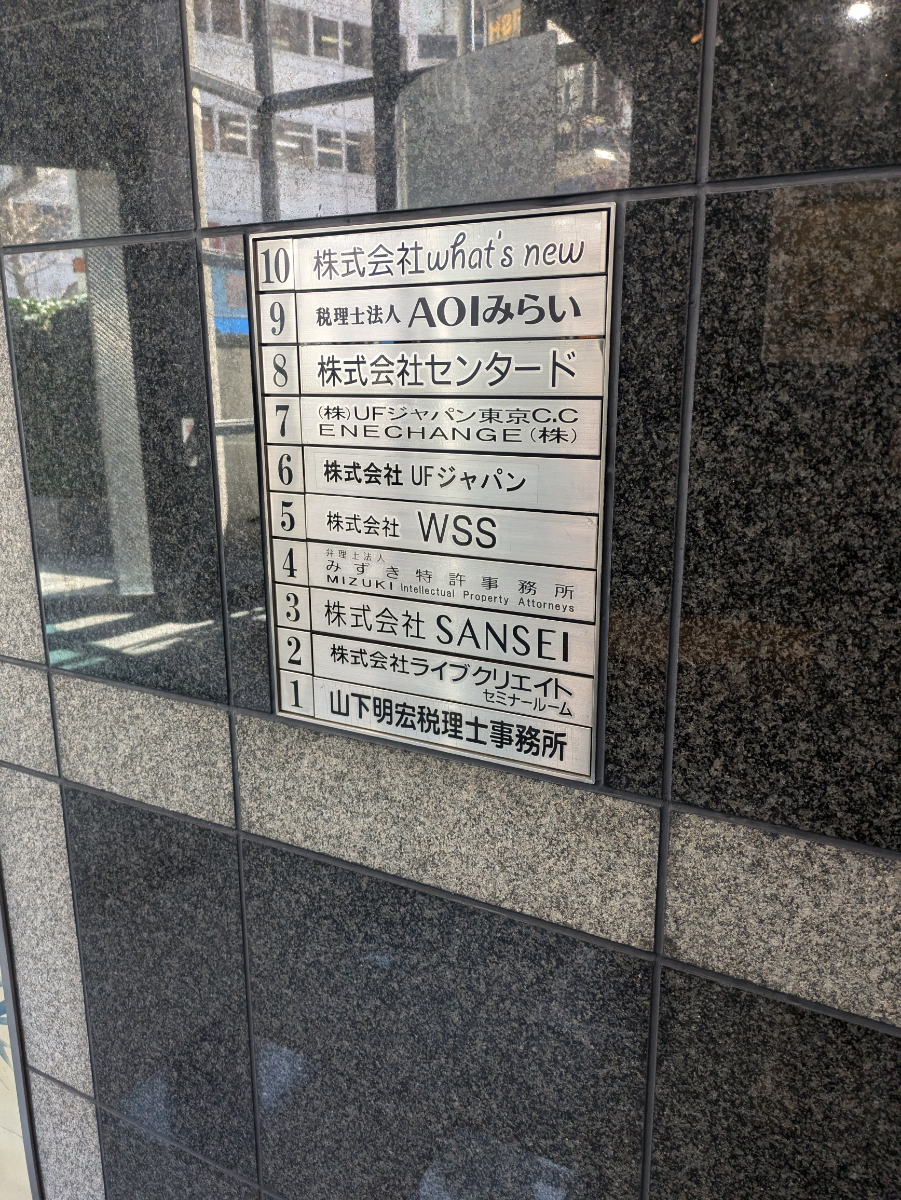 10 株式会社what's new
9 税理士法人 AOIみらい
8 株式会社センタード
7 (株)UFジャパン東京C.C
ENECHANGE(株)
6 株式会社 UFジャパン
5 株式会社 WSS
4 弁理士法人
みずき特許事務所
MIZUKI Intellectual Property Attorneys
3 株式会社 SANSEI
2 株式会社ライブクリエイト
セミナールーム
1 山下明宏税理士事務所